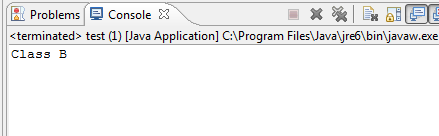 Problems Console
<terminated> test (1) [Java Application] C:\Program Files\Java\jre6\bin\javaw.exe
Class B